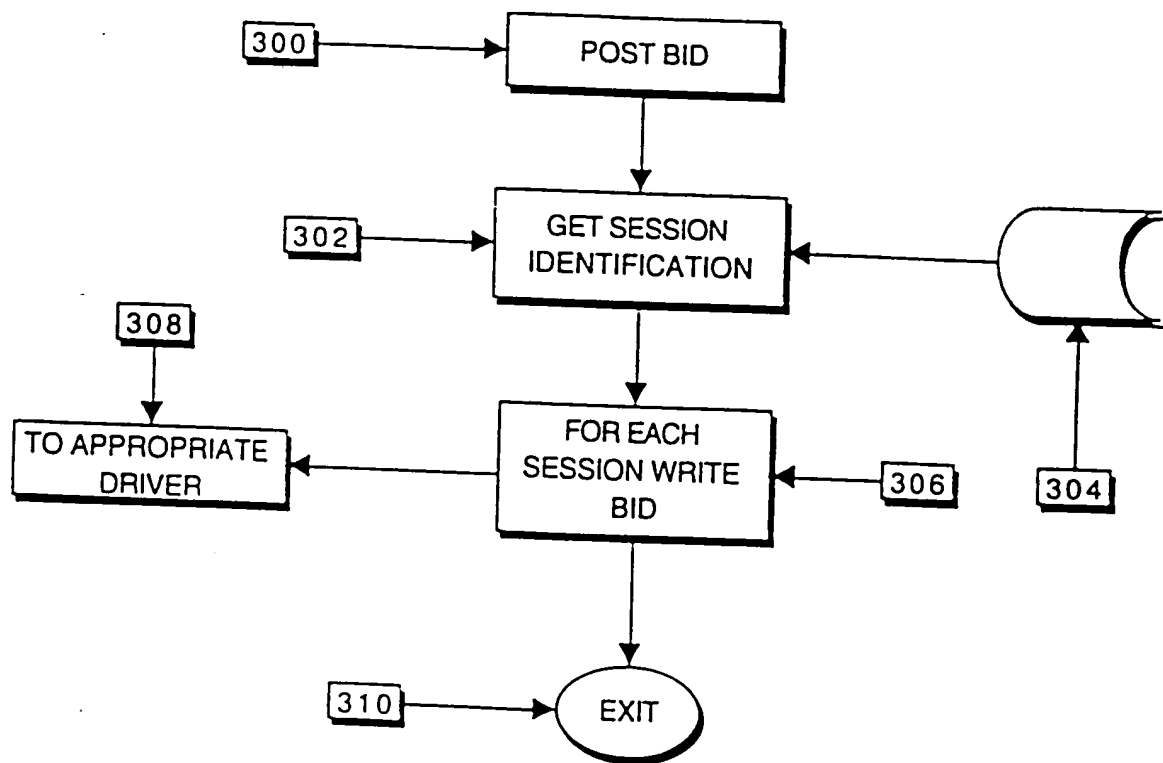 300
POST BID
302
GET SESSION
IDENTIFICATION
308
TO APPROPRIATE
DRIVER
FOR EACH
SESSION WRITE
BID
306
304
310
EXIT